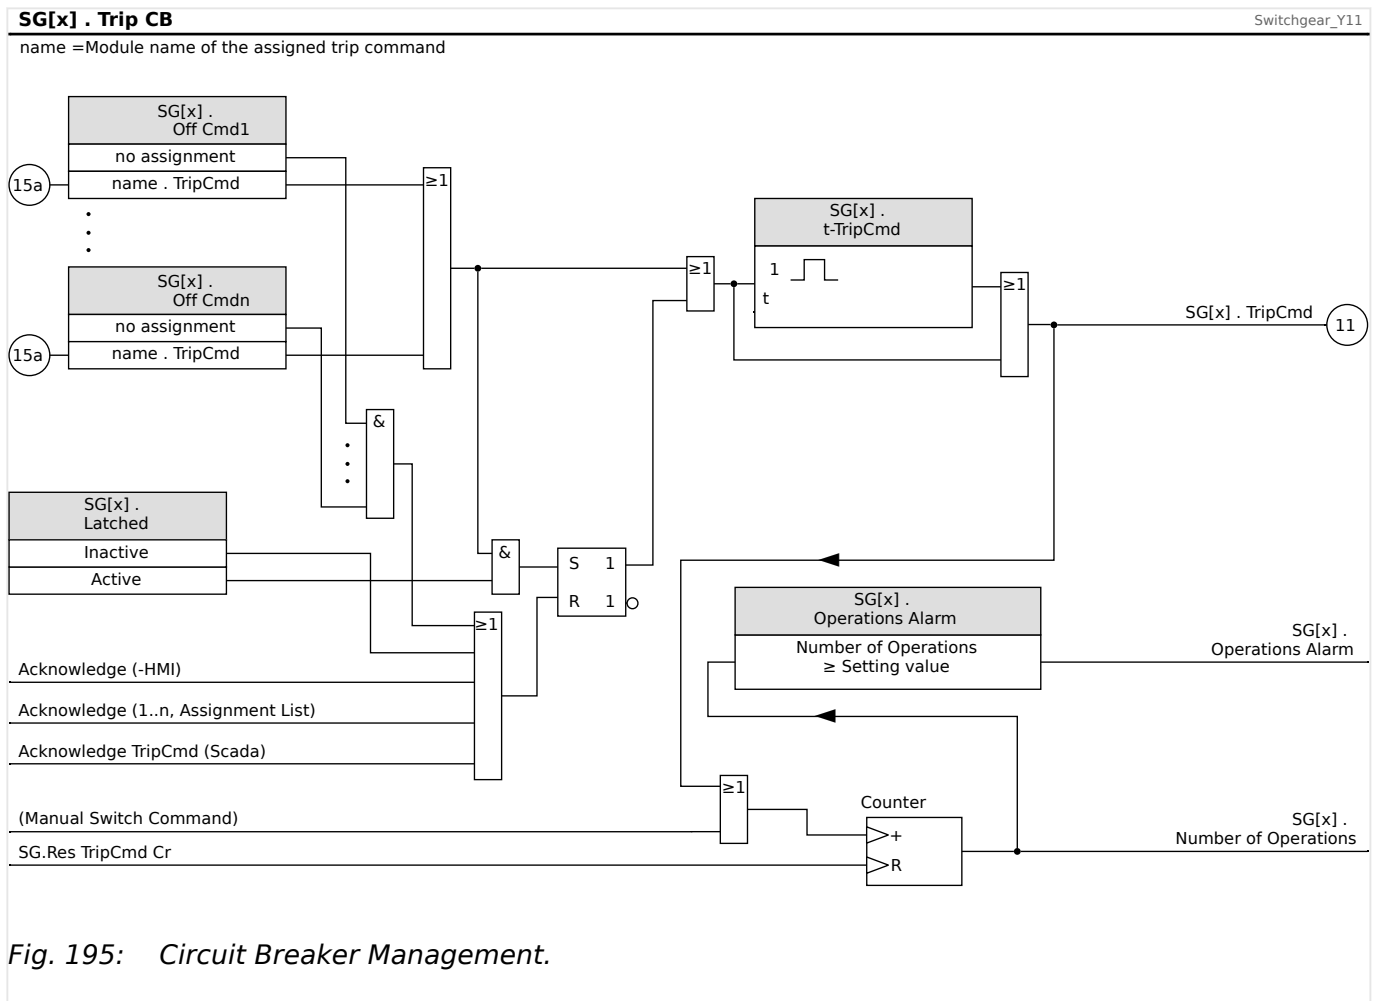 SG[x] . Trip CB
Switchgear_Y11
name =Module name of the assigned trip command
SG[x] .
Off Cmd1
no assignment
15a
name . TripCmd
≥1
SG[x] .
t-TripCmd
1
t
≥1
≥1
SG[x] . TripCmd
11
SG[x] .
Off Cmdn
no assignment
15a
name . TripCmd
&
SG[x] .
Latched
Inactive
Active
&
S 1
R 1
≥1
SG[x] .
Operations Alarm
Number of Operations
≥ Setting value
SG[x] .
Operations Alarm
Acknowledge (-HMI)
Acknowledge (1..n, Assignment List)
Acknowledge TripCmd (Scada)
≥1
(Manual Switch Command)
SG.Res TripCmd Cr
Counter
+
R
SG[x] .
Number of Operations
Fig. 195: Circuit Breaker Management.